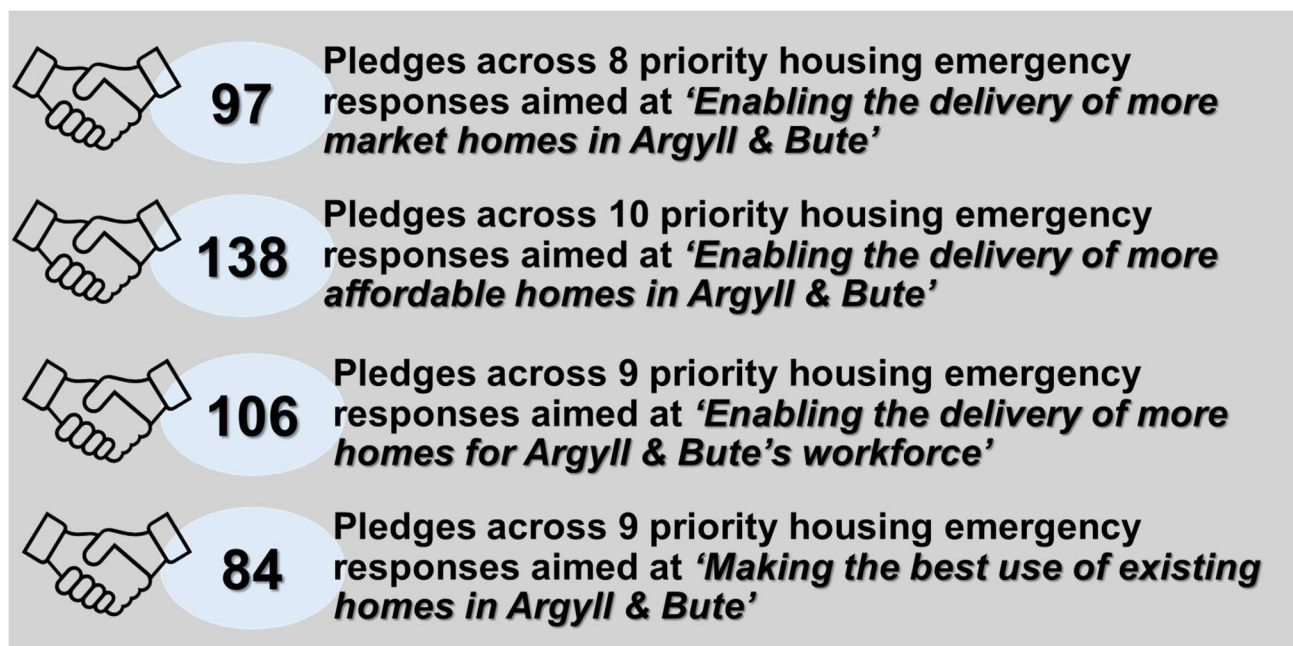 97
Pledges across 8 priority housing emergency
responses aimed at ‘Enabling the delivery of more
market homes in Argyll & Bute’
138
Pledges across 10 priority housing emergency
responses aimed at ‘Enabling the delivery of more
affordable homes in Argyll & Bute’
106
Pledges across 9 priority housing emergency
responses aimed at ‘Enabling the delivery of more
homes for Argyll & Bute’s workforce’
84
Pledges across 9 priority housing emergency
responses aimed at ‘Making the best use of existing
homes in Argyll & Bute’